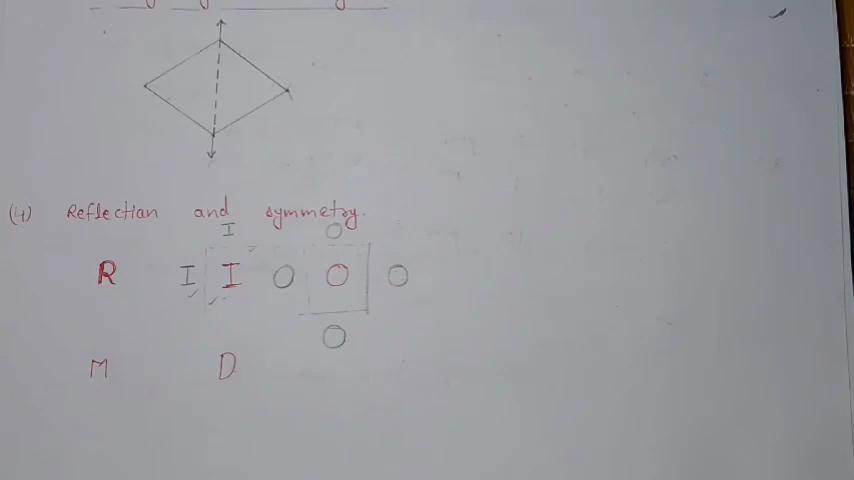 (4) Reflection and symmetry.
I O
R I I O O O
O
M D